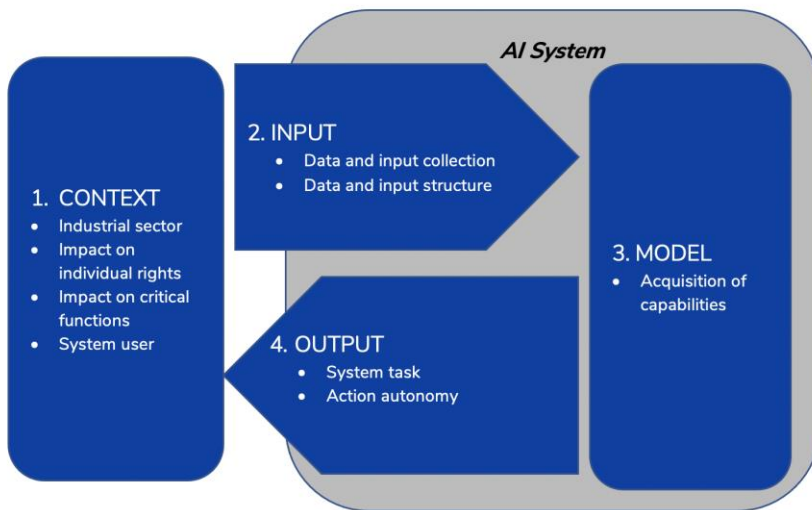 AI System
1. CONTEXT
• Industrial sector
• Impact on
individual rights
• Impact on critical
functions
• System user
2. INPUT
• Data and input collection
• Data and input structure
3. MODEL
• Acquisition of
capabilities
4. OUTPUT
• System task
• Action autonomy